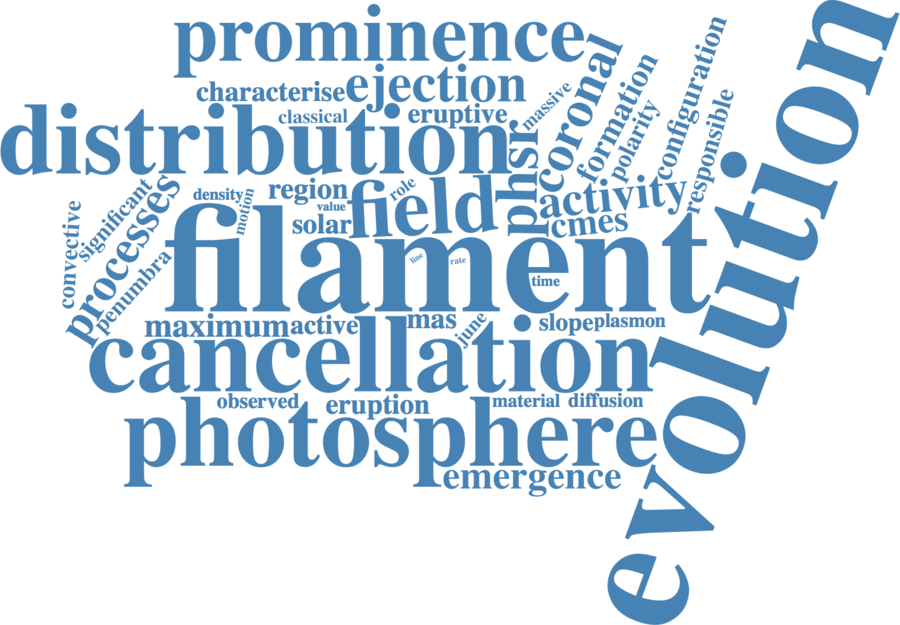 prominence
characterise
ejection
classical
eruptive
massive
coronal
formation
polarity
configuration
responsible
evolution
distribution
phsr
activity
cmes
density
motion
region
value
solar
field
role
convective
significant
processes
penumbra
filament
line
rate
time
maximum
active
mas
june
slope
plasmon
cancellation
observed
eruption
material
diffusion
photosphere
emergence